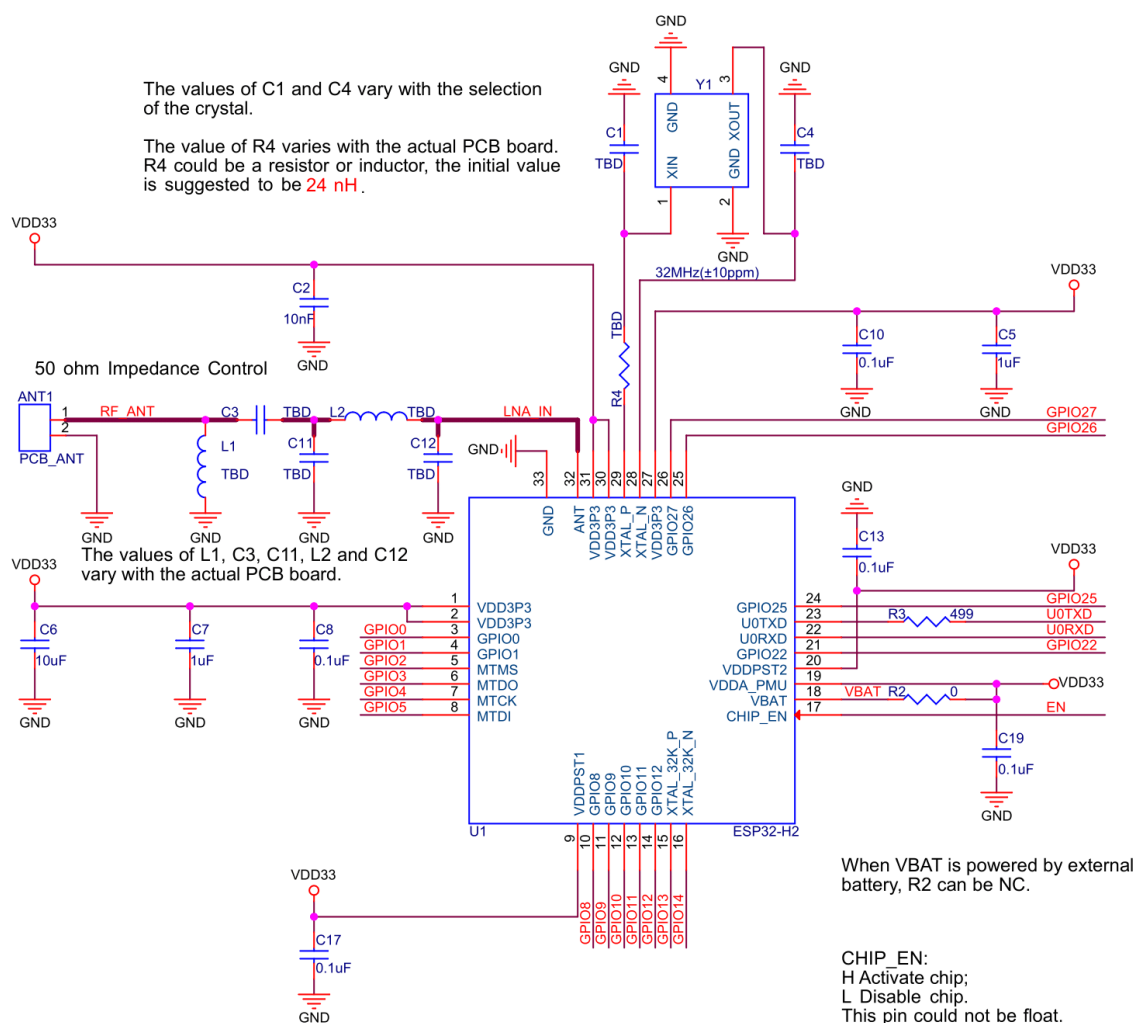 The values of C1 and C4 vary with the selection
of the crystal.
The value of R4 varies with the actual PCB board.
R4 could be a resistor or inductor, the initial value
is suggested to be 24 nH .
GND
GND
GND
4
3
Y1
GND
XOUT
XIN
GND
1
2
C1
TBD
C4
TBD
GND
32MHz(±10ppm)
VDD33
C2
10nF
GND
VDD33
C10
0.1uF
C5
1uF
GND
GND
TBD
R4
50 ohm Impedance Control
ANT1
1
2
PCB_ANT
RF_ANT
C3
TBD
L2
TBD
LNA_IN
L1
TBD
C11
TBD
C12
TBD
GND
GND
GND
GND
GND
GPIO27
GPIO26
33
32
31
30
29
28
27
26
25
GND
ANT
VDD3P3
VDD3P3
XTAL_P
XTAL_N
VDD3P3
GPIO27
GPIO26
The values of L1, C3, C11, L2 and C12
vary with the actual PCB board.
GND
C13
0.1uF
VDD33
VDD33
C6
10uF
C7
1uF
C8
0.1uF
GND
GND
GND
GPIO0
GPIO1
GPIO2
GPIO3
GPIO4
GPIO5
1
2
3
4
5
6
7
8
VDD3P3
VDD3P3
GPIO0
GPIO1
MTMS
MTDO
MTCK
MTDI
GPIO25
U0TXD
U0RXD
GPIO22
VDDPST2
VDDA_PMU
VBAT
CHIP_EN
24
23
22
21
20
19
18
17
R3
499
GPIO25
U0TXD
U0RXD
GPIO22
VDD33
VBAT
R2
0
EN
C19
0.1uF
GND
VDDPST1
GPIO8
GPIO9
GPIO10
GPIO11
GPIO12
XTAL_32K_P
XTAL_32K_N
U1
ESP32-H2
9
10
11
12
13
14
15
16
GPIO8
GPIO9
GPIO10
GPIO11
GPIO12
GPIO13
GPIO14
VDD33
C17
0.1uF
GND
When VBAT is powered by external
battery, R2 can be NC.
CHIP_EN:
H Activate chip;
L Disable chip.
This pin could not be float.